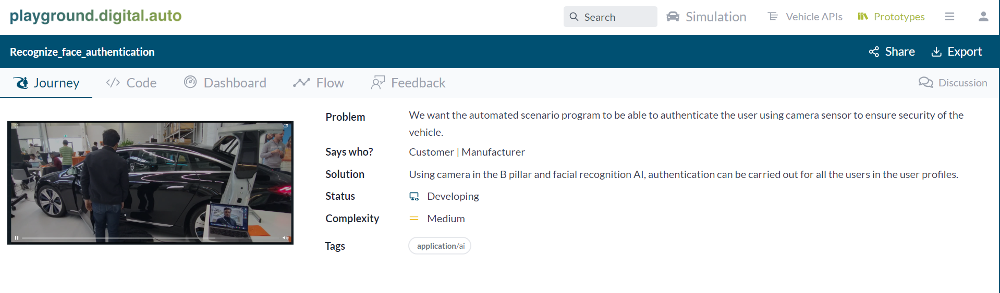 playground.digital.auto
Search
Simulation
Vehicle APIs
Prototypes
Recognize_face_authentication
Share
Export
Journey
Code
Dashboard
Flow
Feedback
Discussion
Problem
We want the automated scenario program to be able to authenticate the user using camera sensor to ensure security of the
vehicle.
Says who?
Customer | Manufacturer
Solution
Using camera in the B pillar and facial recognition AI, authentication can be carried out for all the users in the user profiles.
Status
Developing
Complexity
Medium
Tags
application/ai